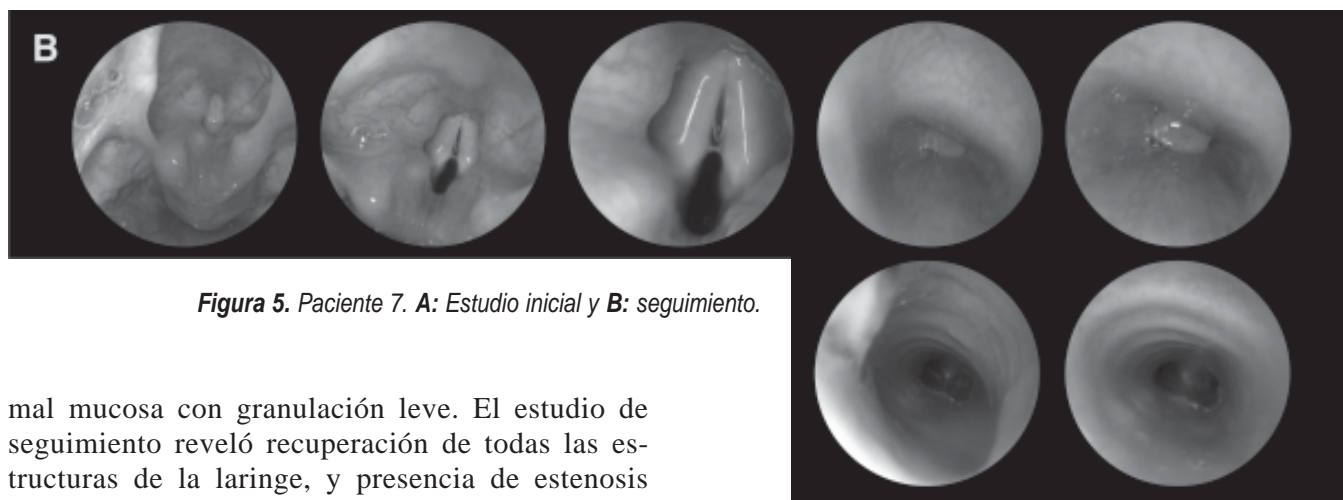 B
Figura 5. Paciente 7. A: Estudio inicial y B: seguimiento.
mal mucosa con granulación leve. El estudio de
seguimiento reveló recuperación de todas las es-
tructuras de la laringe, y presencia de estenosis